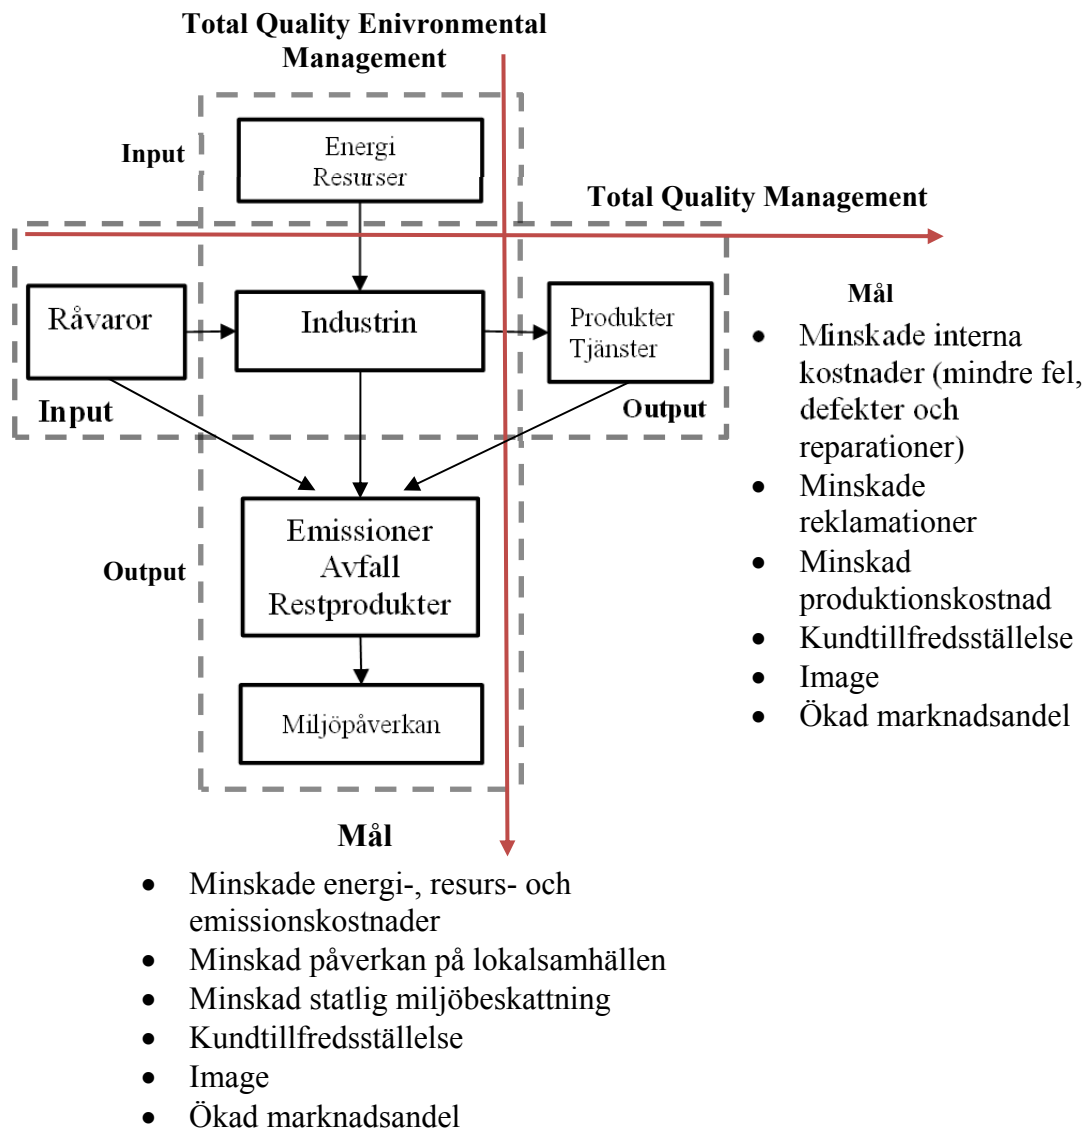 Total Quality Enivronmental
Management
Input
Energi
Resurser
Total Quality Management
Råvaror
Industrin
Produkter
Tjänster
Input
Output
Mål
• Minskade interna
kostnader (mindre fel,
defekter och
reparationer)
• Minskade
reklamationer
• Minskad
produktionskostnad
• Kundtillfredsställelse
• Image
• Ökad marknadsandel
Output
Emissioner
Avfall
Restprodukter
Miljöpåverkan
Mål
• Minskade energi-, resurs- och
emissionskostnader
• Minskad påverkan på lokalsamhällen
• Minskad statlig miljöbeskattning
• Kundtillfredsställelse
• Image
• Ökad marknadsandel